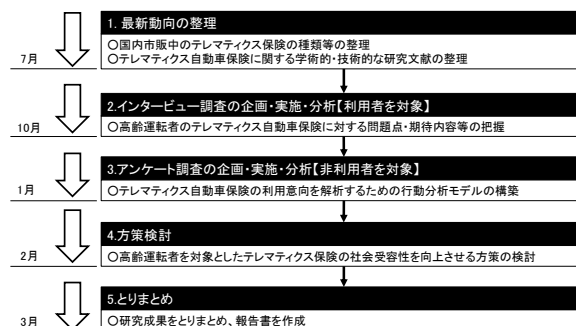 1. 最新動向の整理
○国内市販中のテレマティクス保険の種類等の整理
7月
○テレマティクス自動車保険に関する学術的・技術的な研究文献の整理
2.インタービュー調査の企画・実施・分析【利用者を対象】
10月
○高齢運転者のテレマティクス自動車保険に対する問題点・期待内容等の把握
3.アンケート調査の企画・実施・分析【非利用者を対象】
1月
○テレマティクス自動車保険の利用意向を解析するための行動分析モデルの構築
4.方策検討
2月
○高齢運転者を対象としたテレマティクス保険の社会受容性を向上させる方策の検討
5.とりまとめ
3月
○研究成果をとりまとめ、報告書を作成